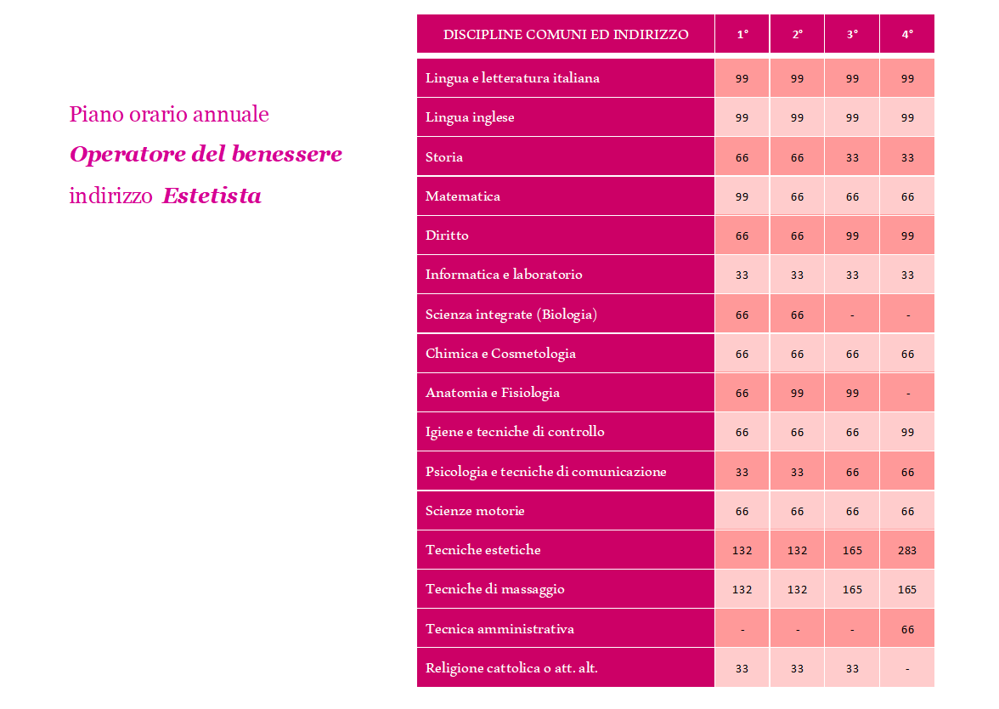 Piano orario annuale
Operatore del benessere
indirizzo Estetista
DISCIPLINE COMUNI ED INDIRIZZO 1° 2° 3° 4°
Lingua e letteratura italiana 99 99 99 99
Lingua inglese 99 99 99 99
Storia 66 66 33 33
Matematica 99 66 66 66
Diritto 66 66 99 99
Informatica e laboratorio 33 33 33 33
Scienza integrate (Biologia) 66 66 - -
Chimica e Cosmetologia 66 66 66 66
Anatomia e Fisiologia 66 99 99 -
Igiene e tecniche di controllo 66 66 66 99
Psicologia e tecniche di comunicazione 33 33 66 66
Scienze motorie 66 66 66 66
Tecniche estetiche 132 132 165 283
Tecniche di massaggio 132 132 165 165
Tecnica amministrativa - - - 66
Religione cattolica o att. alt. 33 33 33 -